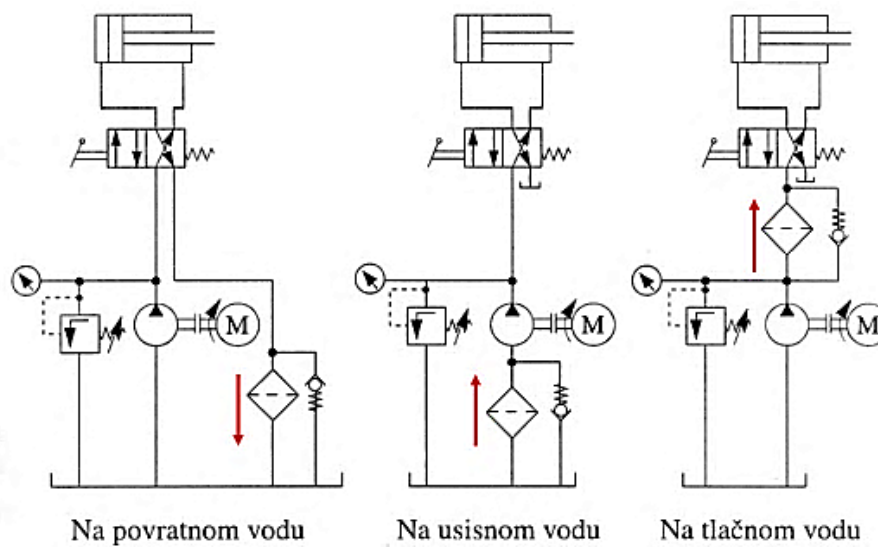 M
M
M
Na povratnom vodu
Na usisnom vodu
Na tlačnom vodu